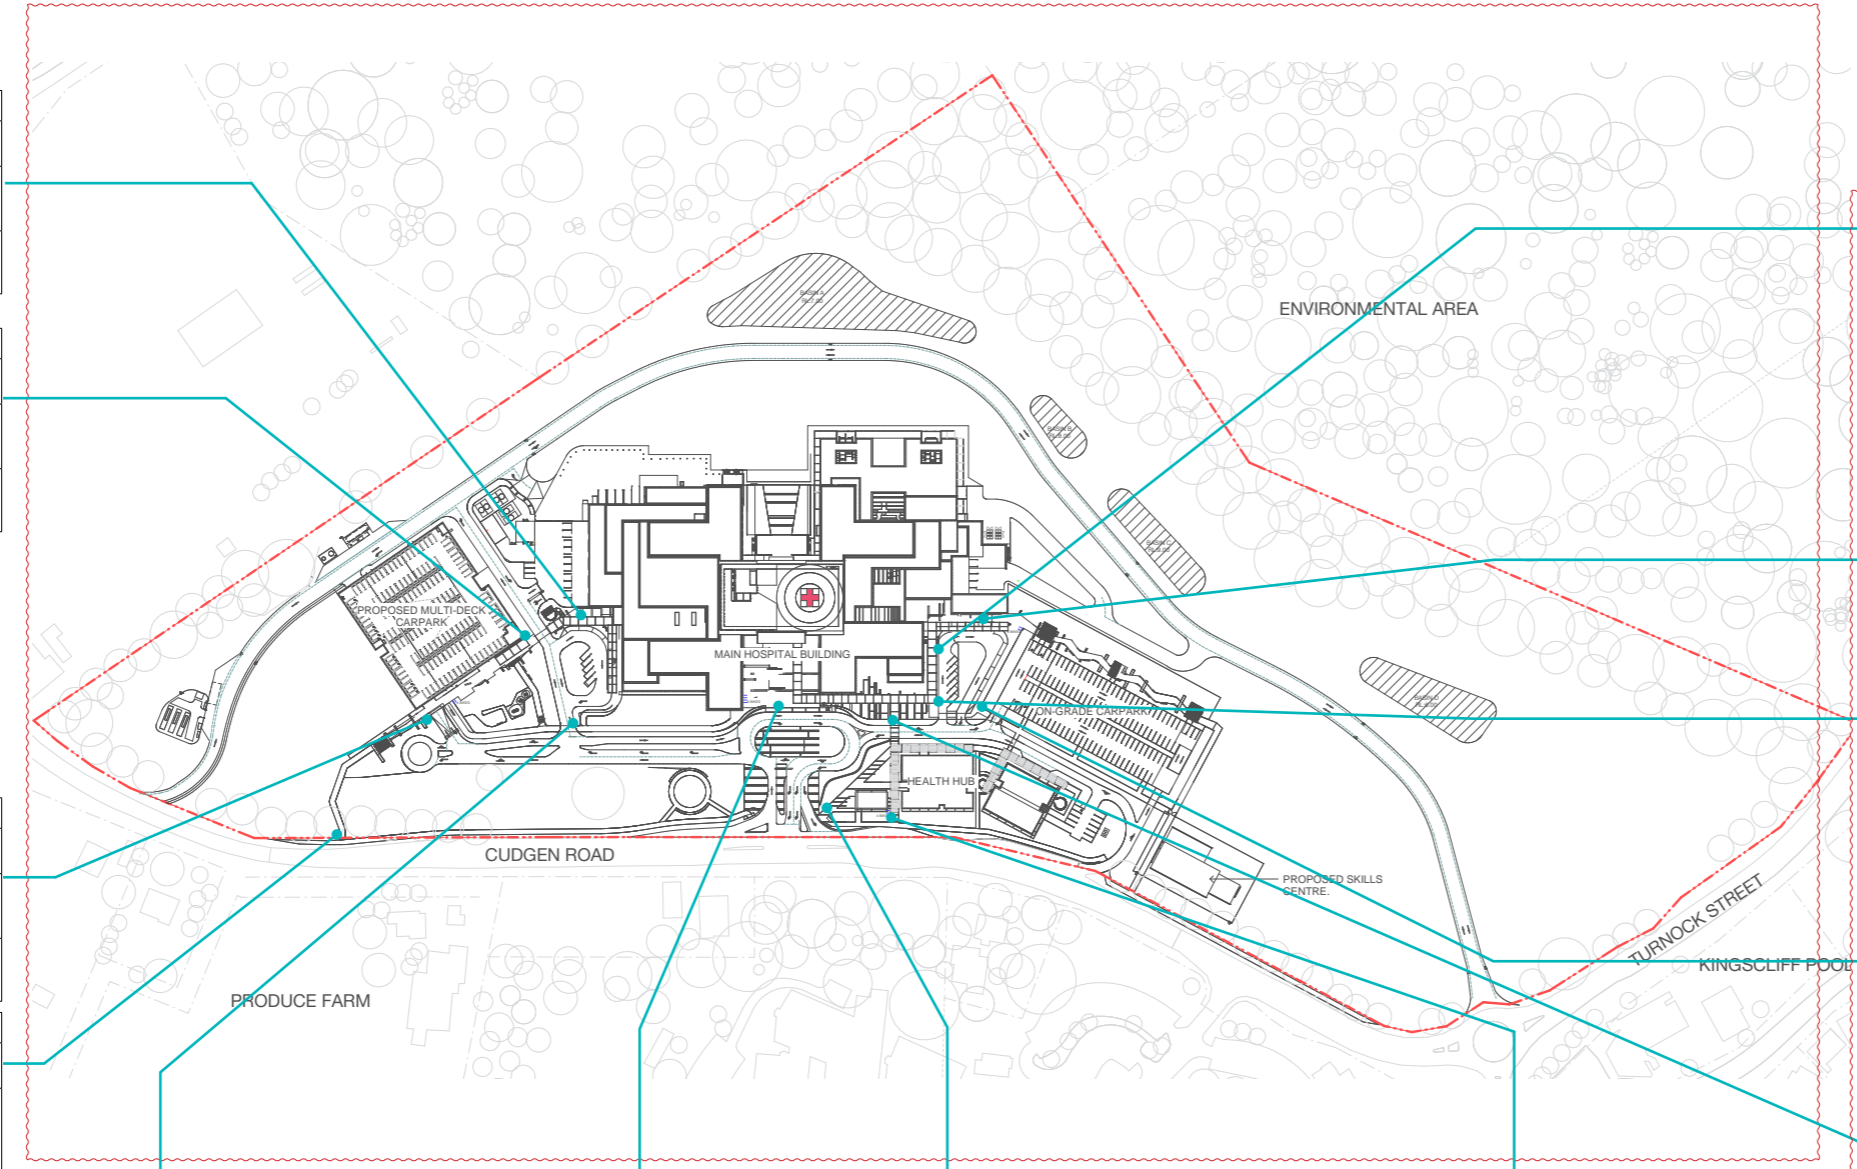 ENVIRONMENTAL AREA
BASIN A
PROPOSED MULTI-DECK
CARPARK
MAIN HOSPITAL BUILDING
ON-GRADE CARPARK
HEALTH HUB
CUDGEN ROAD
PROPOSED SKILLS
CENTRE.
TURNOCK STREET
KINGSCLIFF POOL
PRODUCE FARM